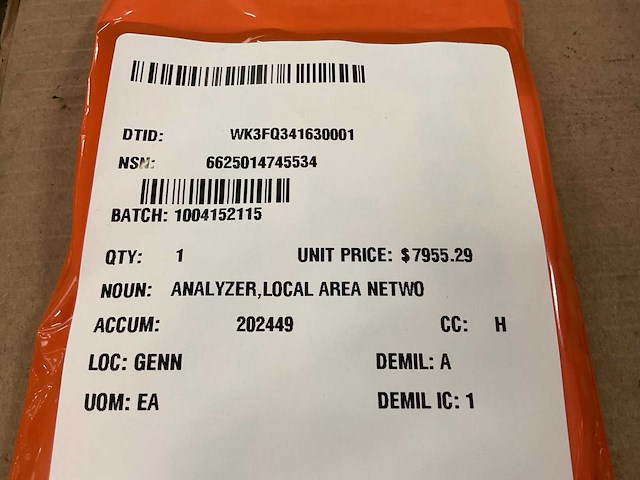 DTID: WK3FQ341630001
NSN: 6625014745534
BATCH: 1004152115
QTY: 1 UNIT PRICE: $7955.29
NOUN: ANALYZER,LOCAL AREA NETWO
ACCUM: 202449 CC: H
LOC: GENN DEMIL: A
UOM: EA DEMIL IC: 1